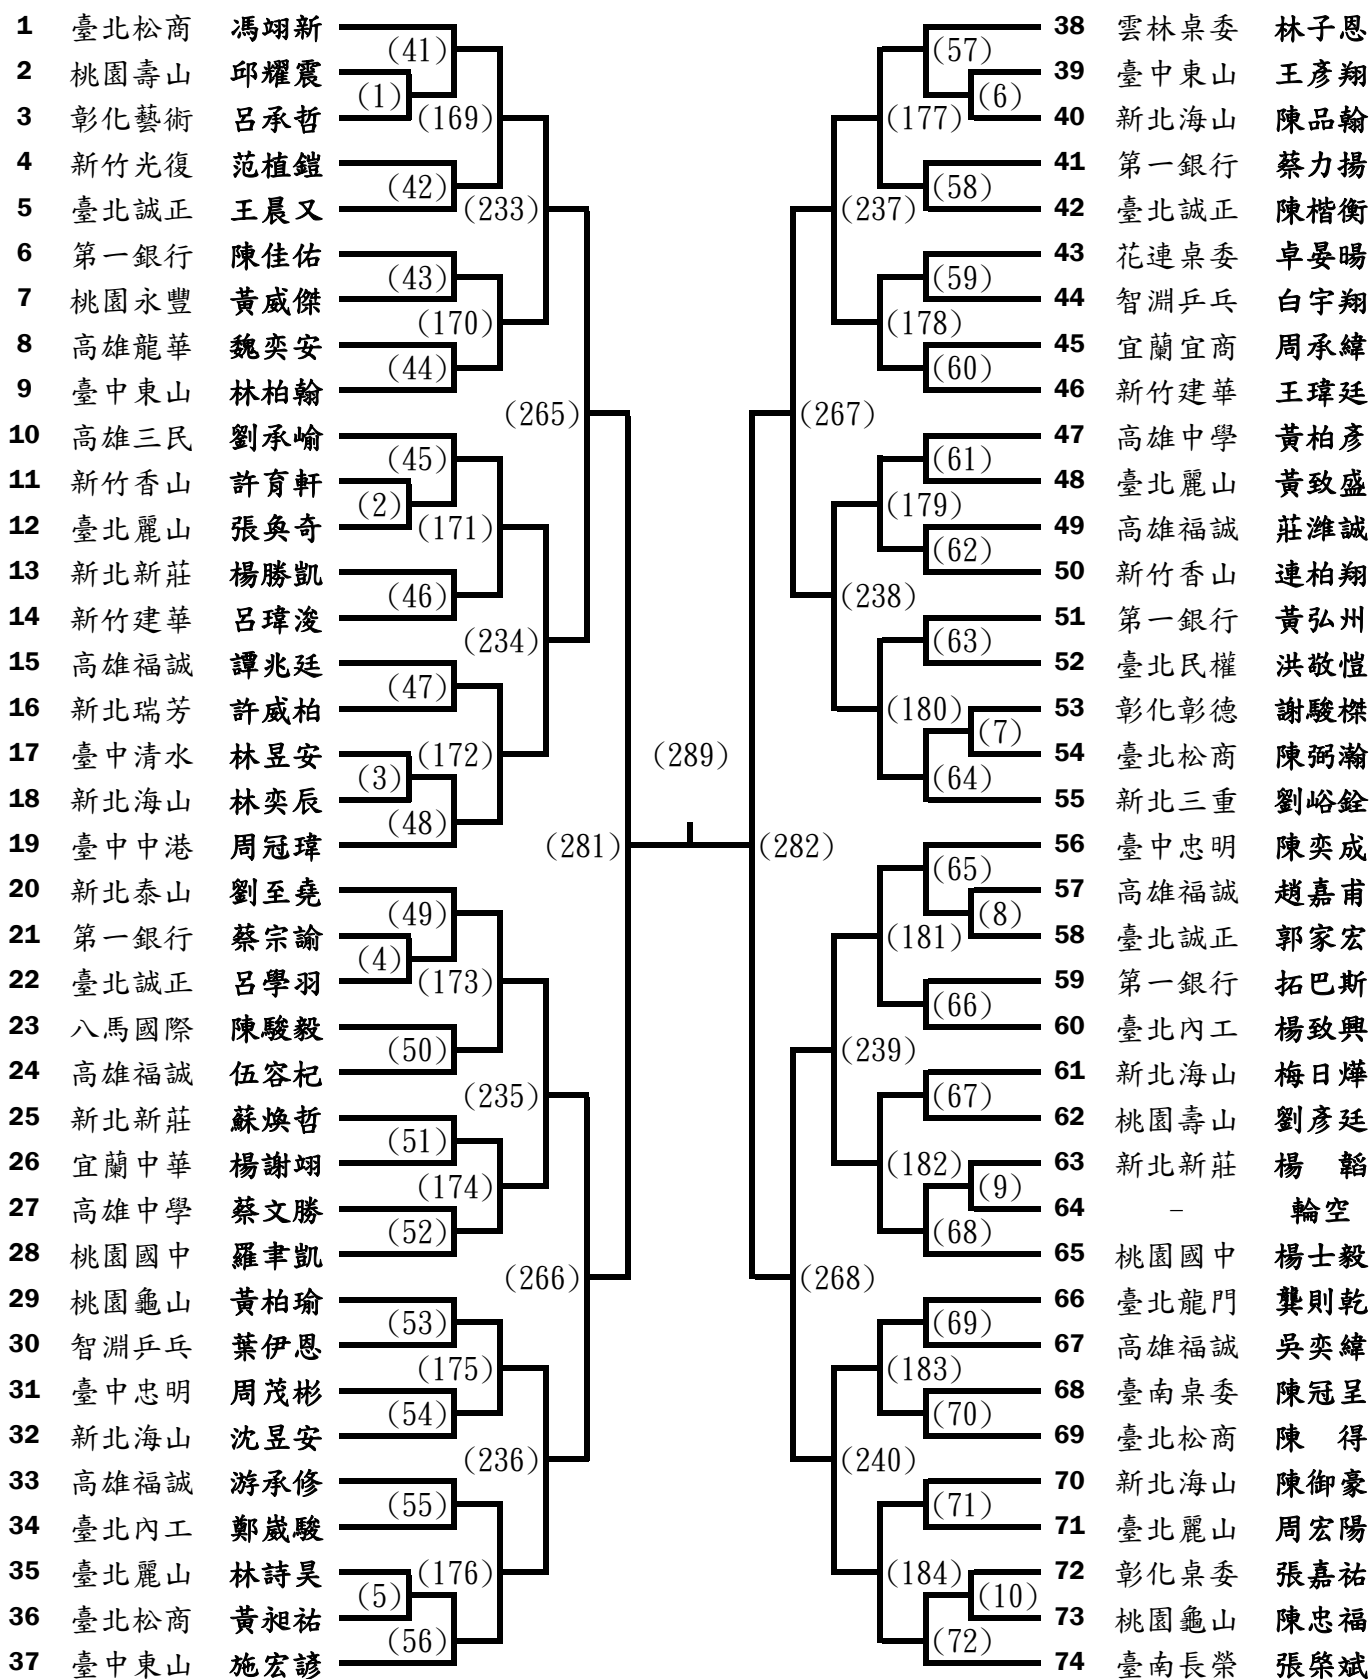 1 臺北松商 馮翊新
2 桃園壽山 邱耀震
3 彰化藝術 呂承哲
4 新竹光復 范植鎧
5 臺北誠正 王晨又
6 第一銀行 陳佳佑
7 桃園永豐 黃威傑
8 高雄龍華 魏奕安
9 臺中東山 林柏翰
10 高雄三民 劉承崳
11 新竹香山 許育軒
12 臺北麗山 張奐奇
13 新北新莊 楊勝凱
14 新竹建華 呂瑋浚
15 高雄福誠 譚兆廷
16 新北瑞芳 許威柏
17 臺中清水 林昱安
18 新北海山 林奕辰
19 臺中中港 周冠瑋
20 新北泰山 劉至堯
21 第一銀行 蔡宗諭
22 臺北誠正 呂學羽
23 八馬國際 陳駿毅
24 高雄福誠 伍容杞
25 新北新莊 蘇煥哲
26 宜蘭中華 楊謝翊
27 高雄中學 蔡文勝
28 桃園國中 羅聿凱
29 桃園龜山 黃柏瑜
30 智淵乒乓 葉伊恩
31 臺中忠明 周茂彬
32 新北海山 沈昱安
33 高雄福誠 游承修
34 臺北內工 鄭崴駿
35 臺北麗山 林詩昊
36 臺北松商 黃昶祐
37 臺中東山 施宏諺
(41)
(1)
(169)
(42)
(233)
(43)
(170)
(44)
(265)
(45)
(2)
(171)
(46)
(234)
(47)
(172)
(3)
(48)
(281)
(49)
(4)
(173)
(50)
(235)
(51)
(174)
(52)
(266)
(53)
(175)
(54)
(236)
(55)
(176)
(5)
(56)
(289)
(57)
(6)
(177)
(58)
(237)
(59)
(178)
(60)
(267)
(61)
(179)
(62)
(238)
(63)
(180)
(7)
(64)
(282)
(65)
(8)
(181)
(66)
(239)
(67)
(182)
(9)
(68)
(268)
(69)
(183)
(70)
(240)
(71)
(184)
(10)
(72)
38 雲林桌委 林子恩
39 臺中東山 王彥翔
40 新北海山 陳品翰
41 第一銀行 蔡力揚
42 臺北誠正 陳楷衡
43 花連桌委 卓晏暘
44 智淵乒乓 白宇翔
45 宜蘭宜商 周承緯
46 新竹建華 王瑋廷
47 高雄中學 黃柏彥
48 臺北麗山 黃致盛
49 高雄福誠 莊濰誠
50 新竹香山 連柏翔
51 第一銀行 黃弘州
52 臺北民權 洪敬愷
53 彰化彰德 謝駿榤
54 臺北松商 陳弼瀚
55 新北三重 劉峪銓
56 臺中忠明 陳奕成
57 高雄福誠 趙嘉甫
58 臺北誠正 郭家宏
59 第一銀行 拓巴斯
60 臺北內工 楊致興
61 新北海山 梅日燁
62 桃園壽山 劉彥廷
63 新北新莊 楊 韜
64 – 輪空
65 桃園國中 楊士毅
66 臺北龍門 龔則乾
67 高雄福誠 吳奕緯
68 臺南桌委 陳冠呈
69 臺北松商 陳 得
70 新北海山 陳御豪
71 臺北麗山 周宏陽
72 彰化桌委 張嘉祐
73 桃園龜山 陳忠福
74 臺南長榮 張棨斌